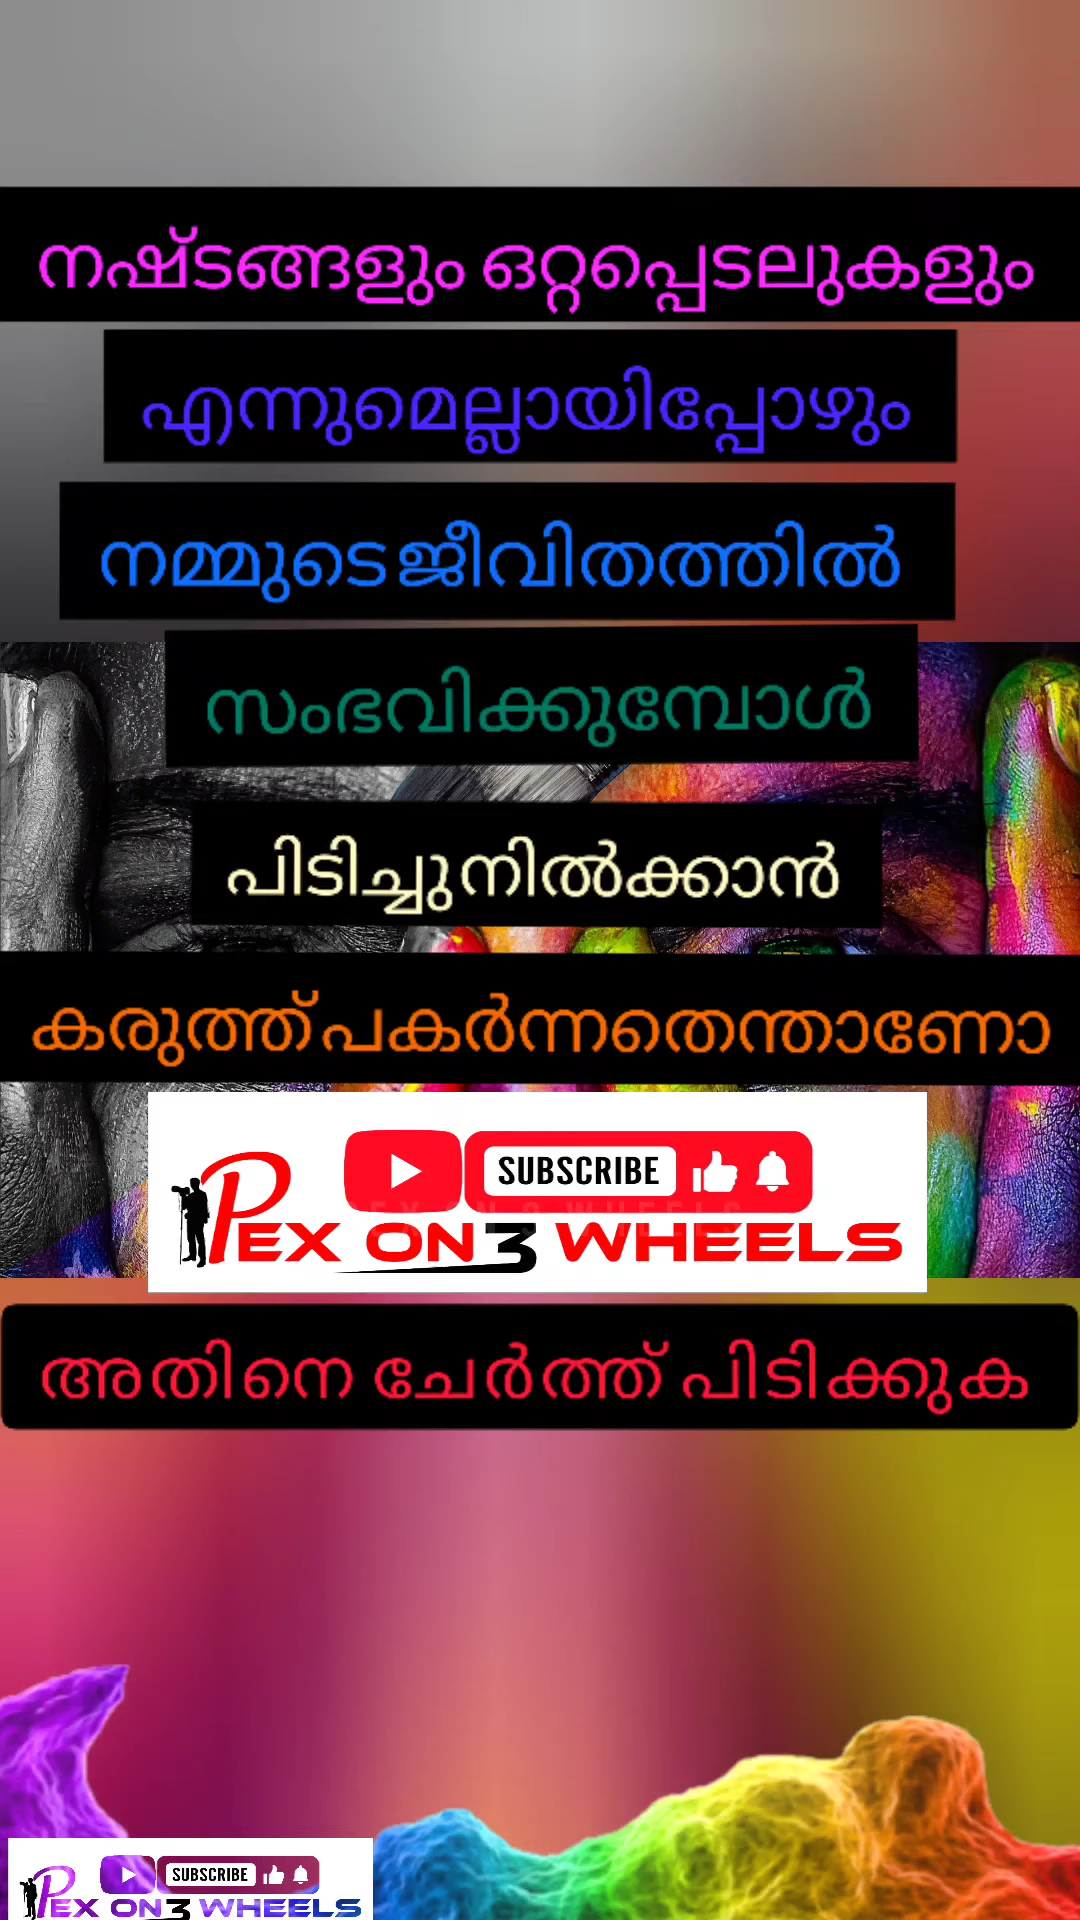 നഷ്ടങ്ങളും ഒറ്റപ്പെടലുകളും
എന്നുമെല്ലായിപ്പോഴും
നമ്മുടെ ജീവിതത്തിൽ
സംഭവിക്കുമ്പോൾ
പിടിച്ചു നിൽക്കാൻ
കരുത്ത് പകർന്നതെന്താണോ
SUBSCRIBE
PEX ON 3 WHEELS
അതിനെ ചേർത്ത് പിടിക്കുക
SUBSCRIBE
PEX ON 3 WHEELS